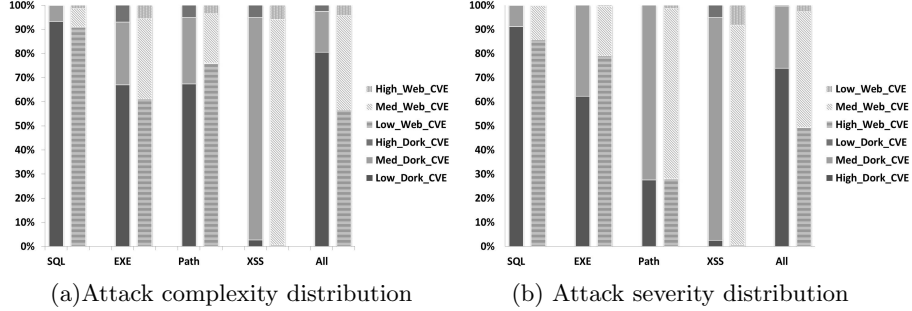 100%
90%
80%
70%
60%
50%
40%
30%
20%
10%
0%
SQL EXE Path XSS All
High_Web_CVE
Med_Web_CVE
Low_Web_CVE
High_Dork_CVE
Med_Dork_CVE
Low_Dork_CVE
(a)Attack complexity distribution
100%
90%
80%
70%
60%
50%
40%
30%
20%
10%
0%
SQL EXE Path XSS All
Low_Web_CVE
Med_Web_CVE
High_Web_CVE
Low_Dork_CVE
Med_Dork_CVE
High_Dork_CVE
(b) Attack severity distribution